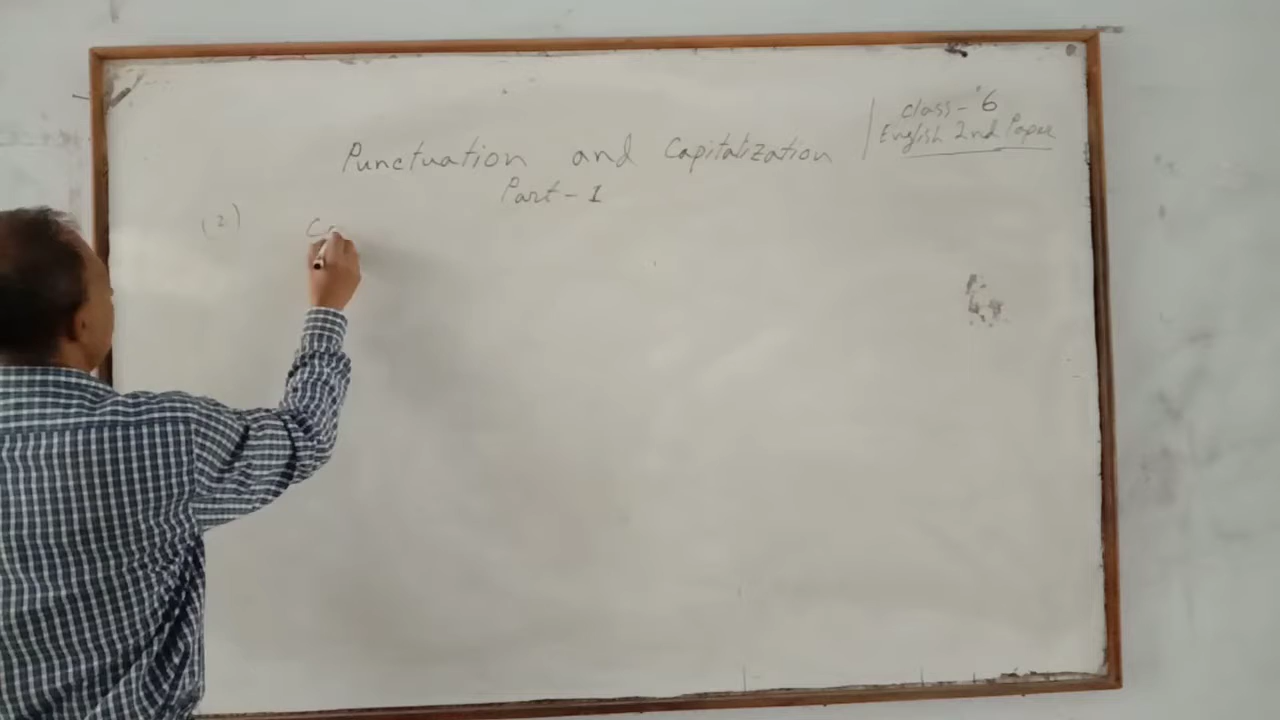 class - 6
English 2nd Paper
Punctuation and Capitalization
Part - 1
(2)